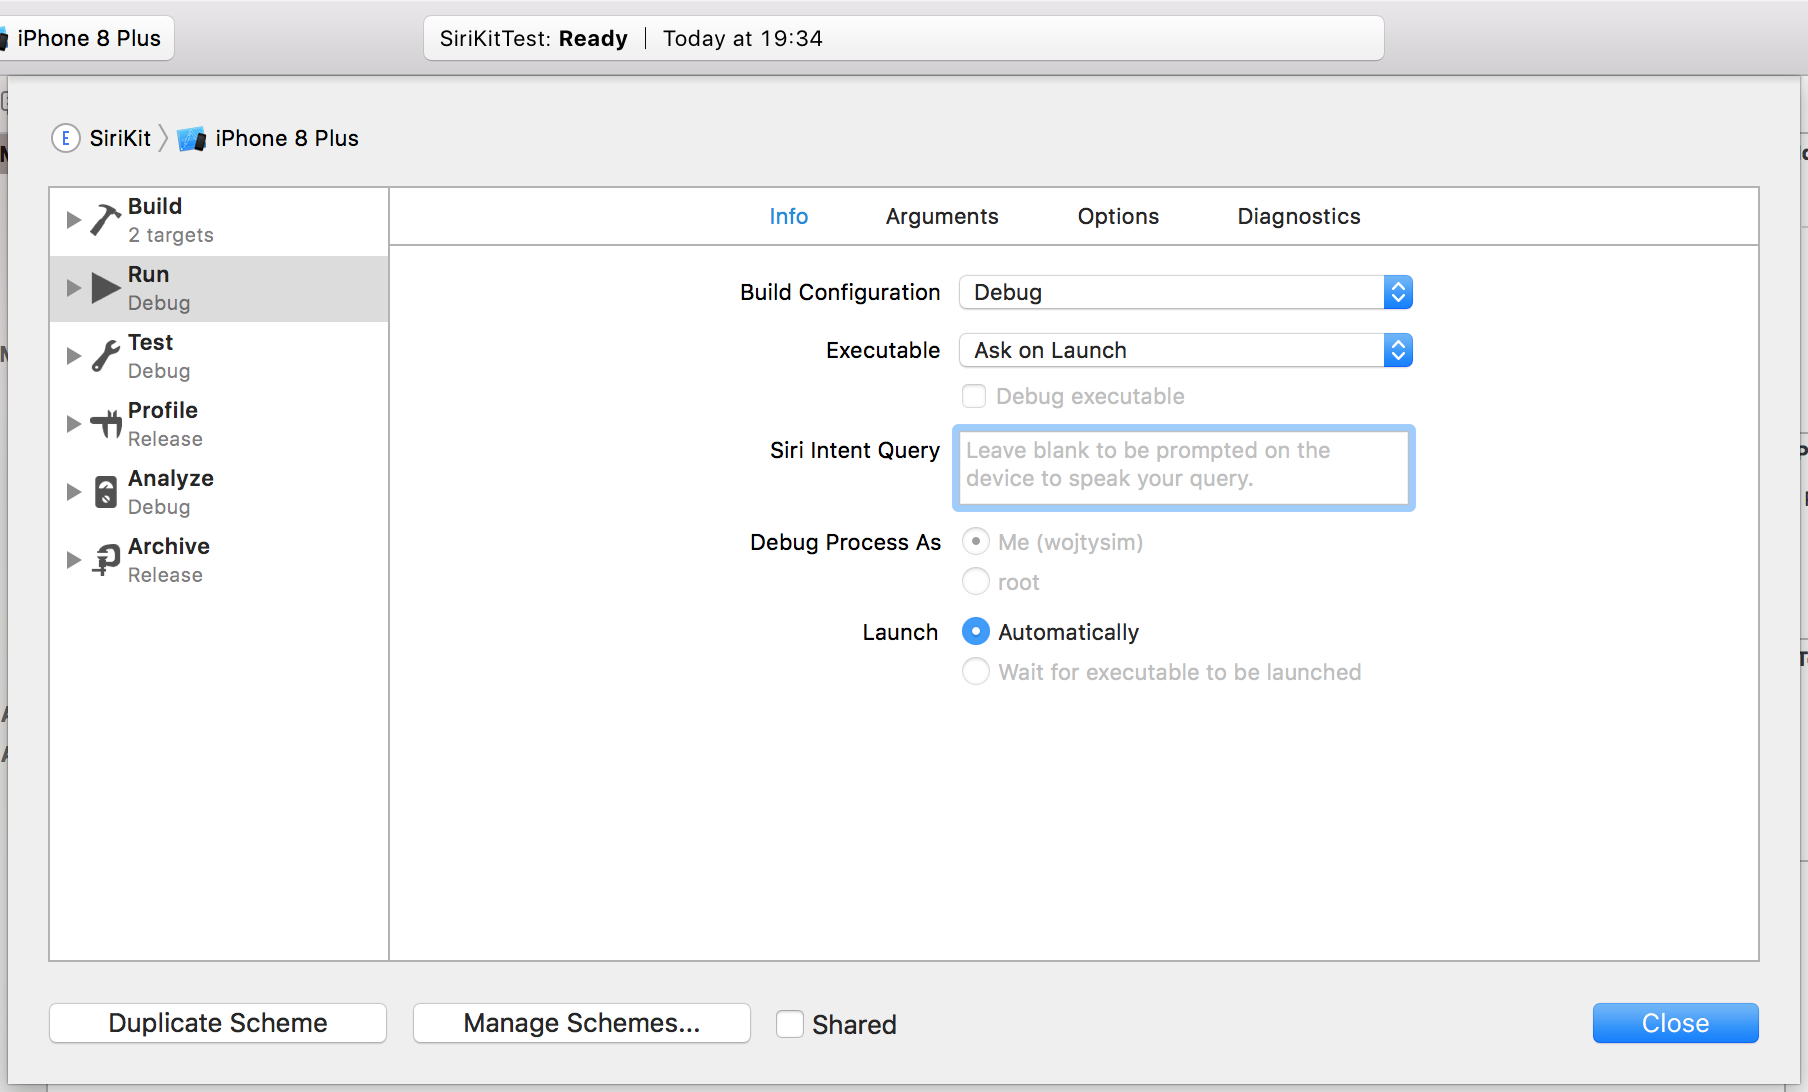 iPhone 8 Plus
SiriKitTest: Ready | Today at 19:34
E SiriKit iPhone 8 Plus
Build
2 targets
Run
Debug
Test
Debug
Profile
Release
Analyze
Debug
Archive
Release
Info Arguments Options Diagnostics
Build Configuration Debug
Executable Ask on Launch
Debug executable
Siri Intent Query Leave blank to be prompted on the
device to speak your query.
Debug Process As Me (wojtysim)
root
Launch Automatically
Wait for executable to be launched
Duplicate Scheme Manage Schemes... Shared Close